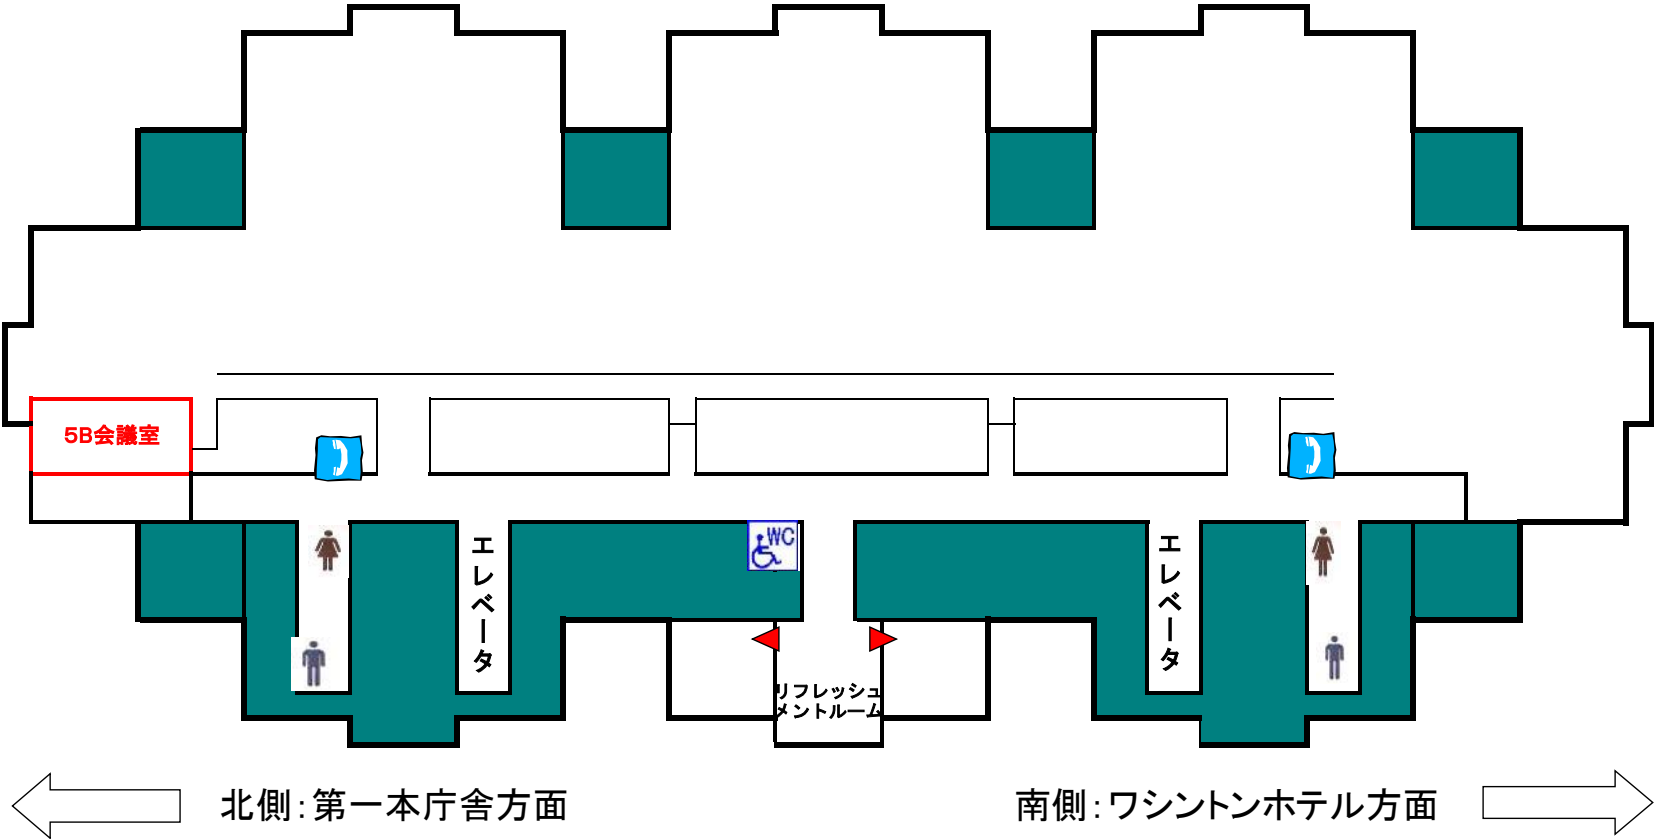 5B会議室
WC
エレベータ
エレベータ
リフレッシュ
メントルーム
北側：第一本庁舎方面
南側：ワシントンホテル方面